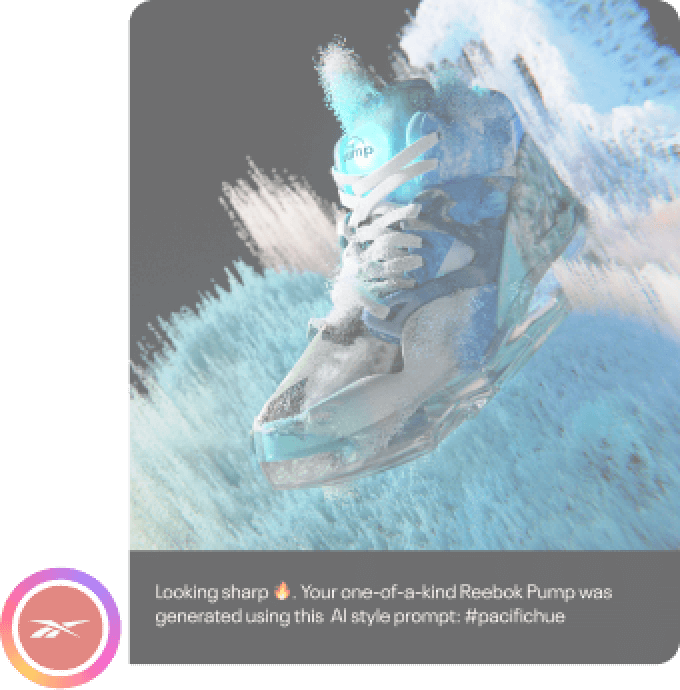 pump
Looking sharp 🔥. Your one-of-a-kind Reebok Pump was
generated using this AI style prompt: #pacifichue